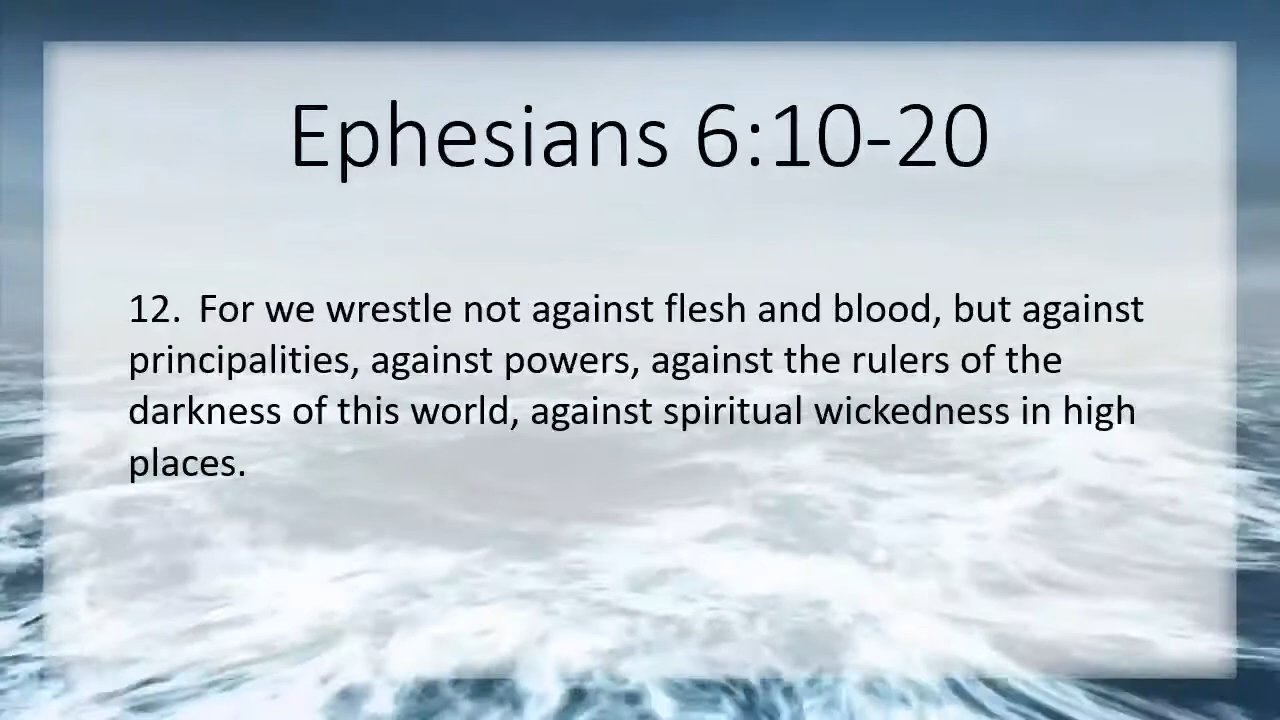 Ephesians 6:10-20
12. For we wrestle not against flesh and blood, but against
principalities, against powers, against the rulers of the
darkness of this world, against spiritual wickedness in high
places.